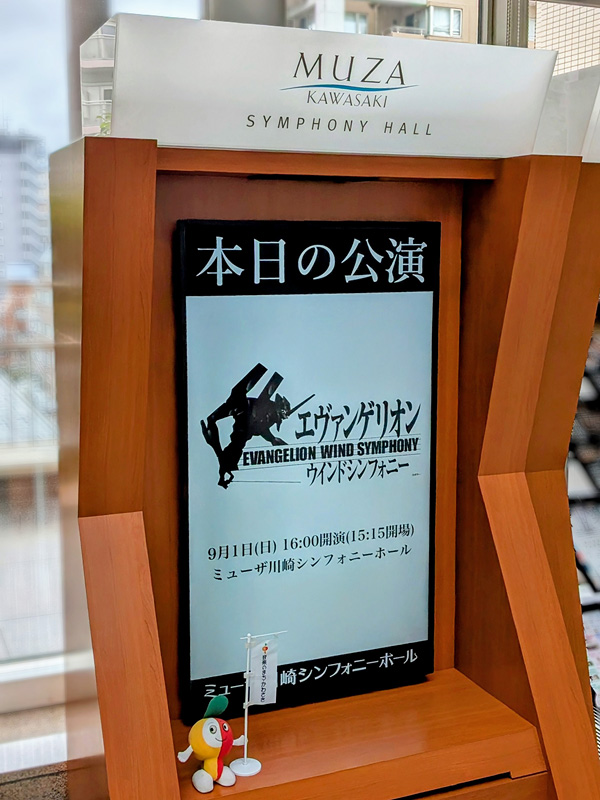 MUZA
KAWASAKI
SYMPHONY HALL
本日の公演
エヴァンゲリオン
EVANGELION WIND SYMPHONY
ウインドシンフォニー
9月1日(日) 16:00開演(15:15開場)
ミューザ川崎シンフォニーホール
ミュー 崎シンフォニーホール